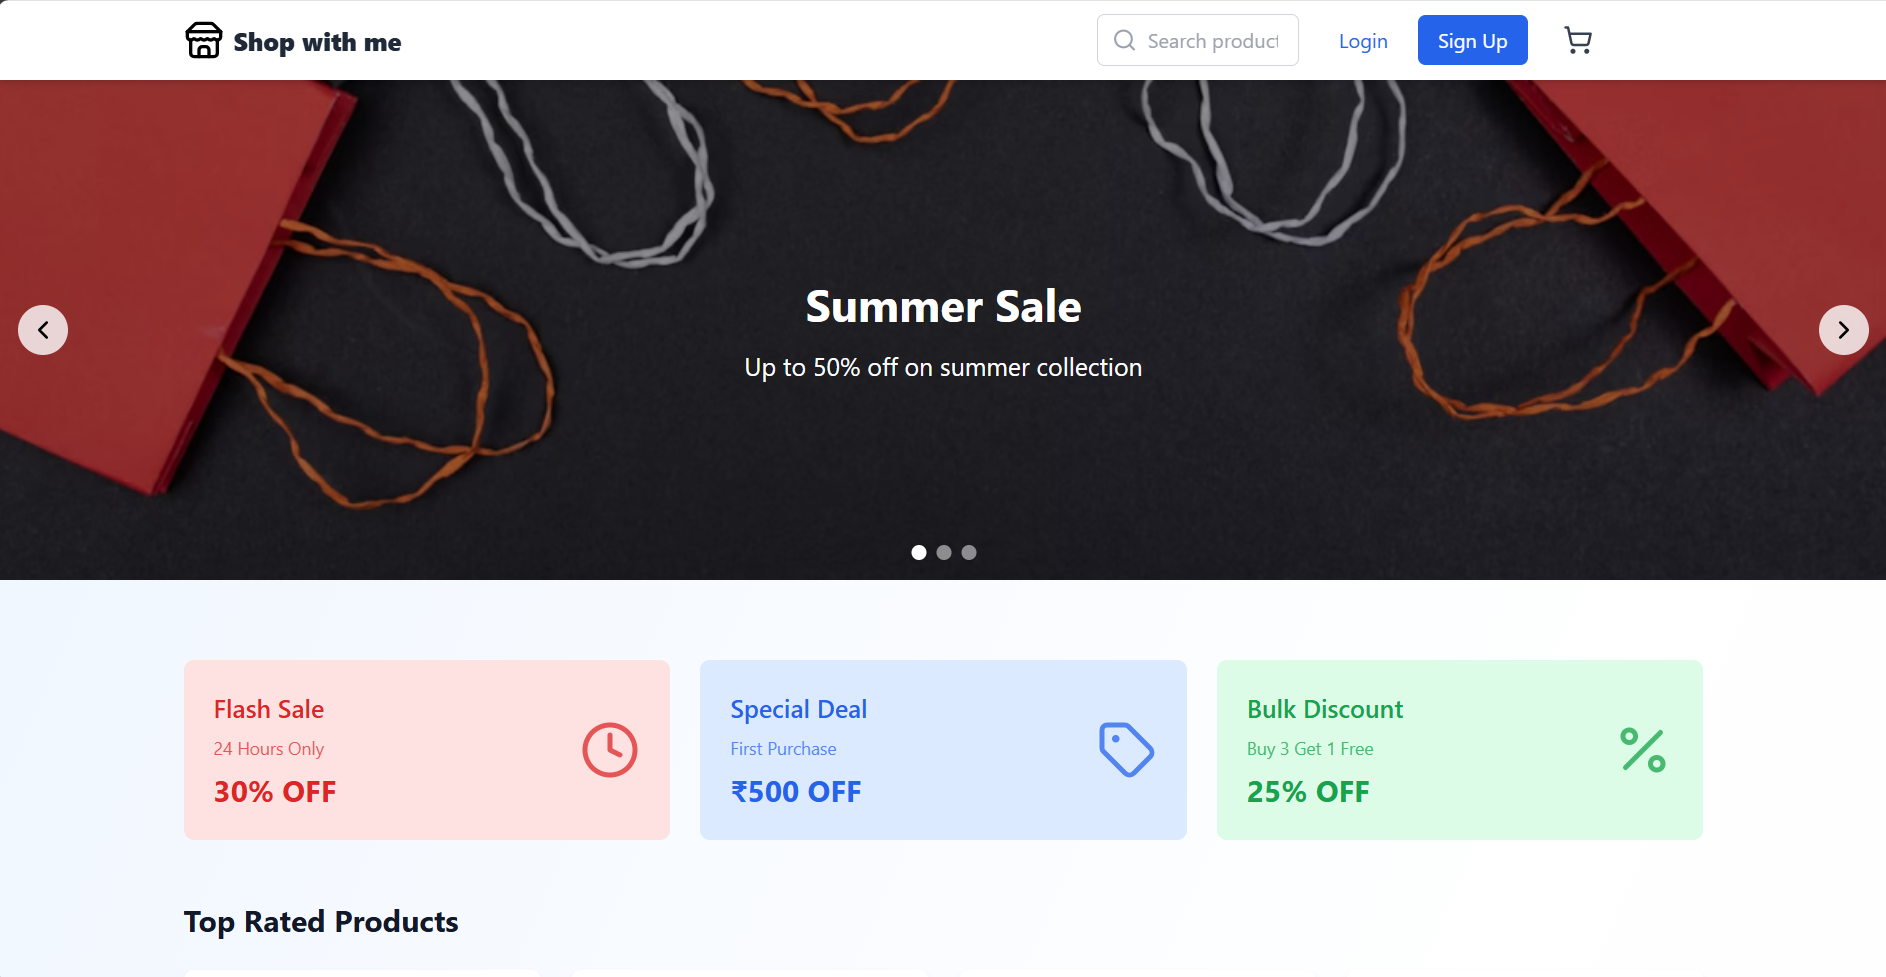 Shop with me
Search product
Login
Sign Up
Summer Sale
Up to 50% off on summer collection
Flash Sale
24 Hours Only
30% OFF
Special Deal
First Purchase
₹500 OFF
Bulk Discount
Buy 3 Get 1 Free
25% OFF
Top Rated Products